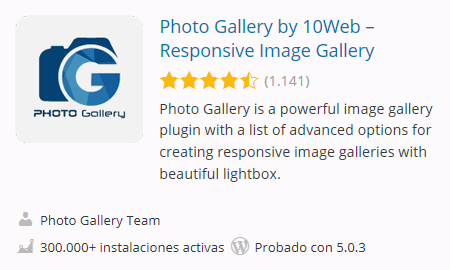 Photo Gallery by 10Web –
Responsive Image Gallery
(1.141)
PHOTO Gallery
Photo Gallery is a powerful image gallery
plugin with a list of advanced options for
creating responsive image galleries with
beautiful lightbox.
Photo Gallery Team
300.000+ instalaciones activas
Probado con 5.0.3